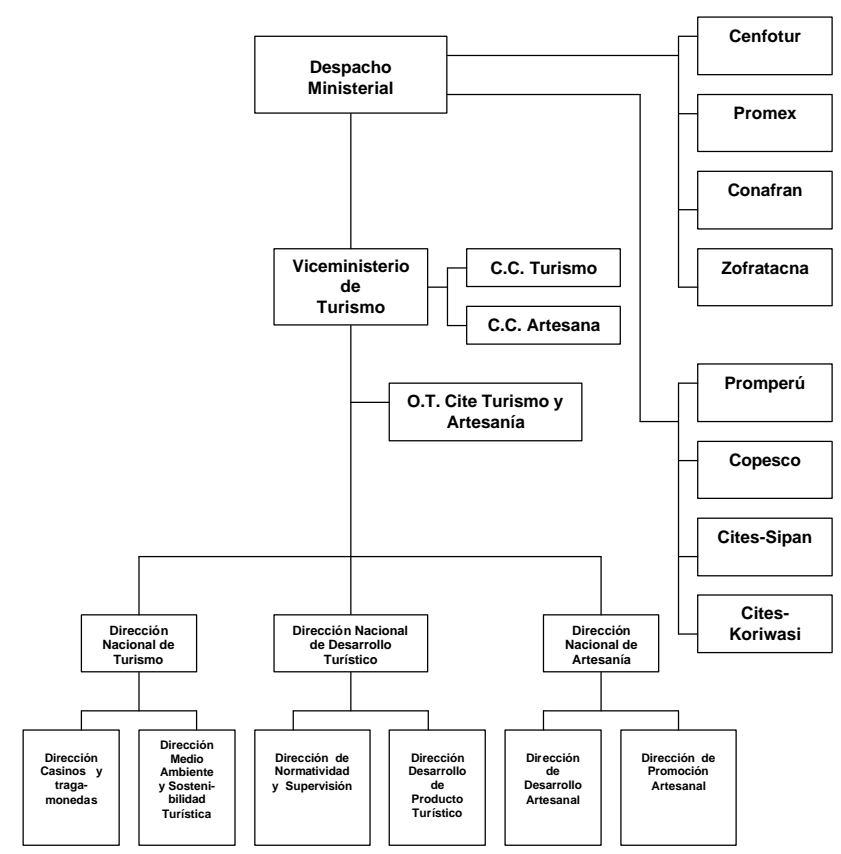 Despacho
Ministerial
Cenfotur
Promex
Conafran
Zofratacna
Viceministerio
de
Turismo
C.C. Turismo
C.C. Artesana
O.T. Cite Turismo y
Artesanía
Promperú
Copesco
Cites-Sipan
Cites-
Koriwasi
Dirección
Nacional de
Turismo
Dirección Nacional
de Desarrollo
Turístico
Dirección
Nacional de
Artesanía
Dirección
Casinos y
traga-
monedas
Dirección
Medio
Ambiente
y Sosteni-
bilidad
Turística
Dirección de
Normatividad
y Supervisión
Dirección
Desarrollo
de
Producto
Turístico
Dirección
de
Desarrollo
Artesanal
Dirección de
Promoción
Artesanal